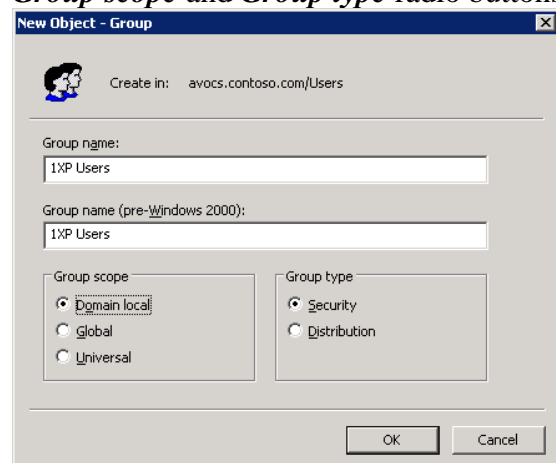 Group scope and Group type radio buttons
New Object - Group
Create in: avocs.contoso.com/Users
Group name:
1XP Users
Group name (pre-Windows 2000):
1XP Users
Group scope
Domain local
Global
Universal
Group type
Security
Distribution
OK
Cancel